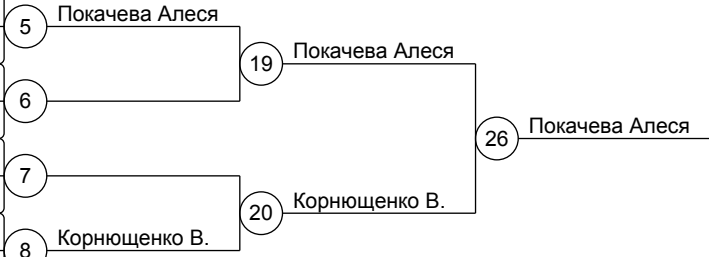 5 Покачева Алеся
19 Покачева Алеся
6
26 Покачева Алеся
7
20 Корнющенко В.
8 Корнющенко В.